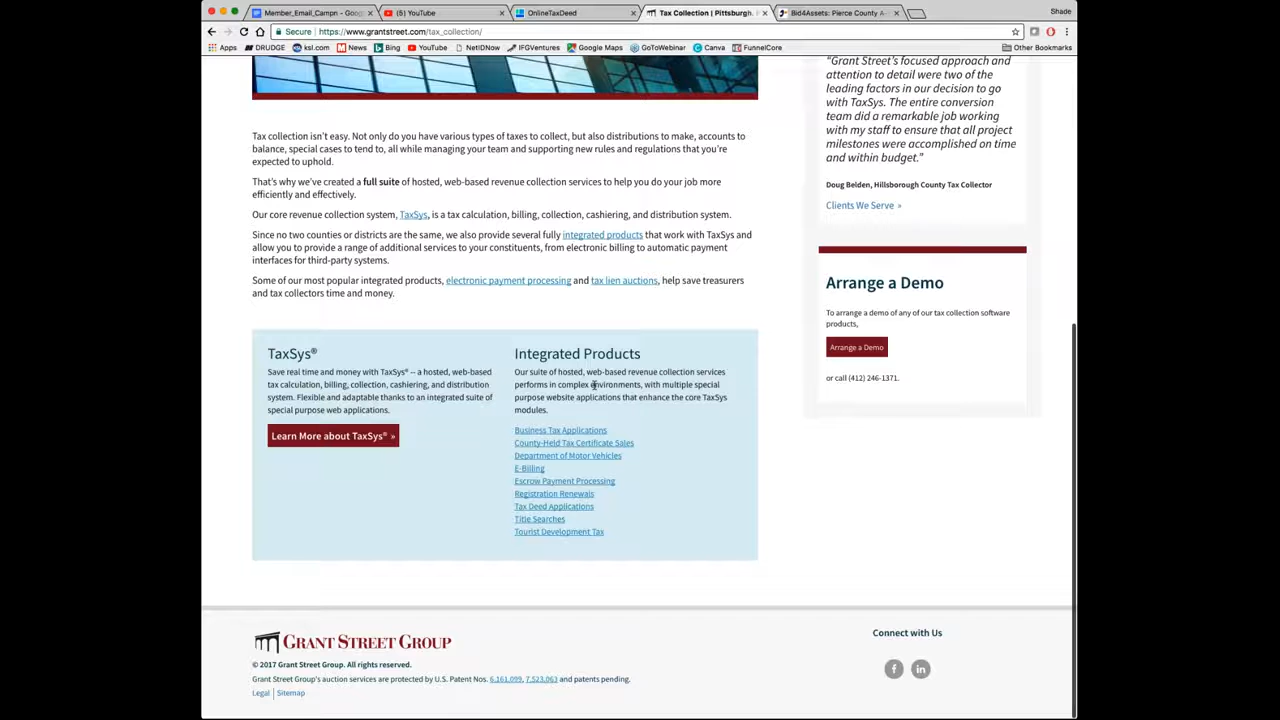 Member_Email_Campn - Goog
(5) YouTube
OnlineTaxDeed
Tax Collection | Pittsburgh,
Bid4Assets: Pierce County A
Shade
Secure
https://www.grantstreet.com/tax_collection/
Apps
DRUDGE
ksl.com
News
Bing
YouTube
NetIDNow
IFGVentures
Google Maps
GoToWebinar
Canva
FunnelCore
Other Bookmarks
Tax collection isn't easy. Not only do you have various types of taxes to collect, but also distributions to make, accounts to
balance, special cases to tend to, all while managing your team and supporting new rules and regulations that you're
expected to uphold.
That's why we've created a full suite of hosted, web-based revenue collection services to help you do your job more
efficiently and effectively.
Our core revenue collection system, TaxSys, is a tax calculation, billing, collection, cashiering, and distribution system.
Since no two counties or districts are the same, we also provide several fully integrated products that work with TaxSys and
allow you to provide a range of additional services to your constituents, from electronic billing to automatic payment
interfaces for third-party systems.
Some of our most popular integrated products, electronic payment processing and tax lien auctions, help save treasurers
and tax collectors time and money.
TaxSys®
Save real time and money with TaxSys® -- a hosted, web-based
tax calculation, billing, collection, cashiering, and distribution
system. Flexible and adaptable thanks to an integrated suite of
special purpose web applications.
Learn More about TaxSys® »
Integrated Products
Our suite of hosted, web-based revenue collection services
performs in complex environments, with multiple special
purpose website applications that enhance the core TaxSys
modules.
Business Tax Applications
County-Held Tax Certificate Sales
Department of Motor Vehicles
E-Billing
Escrow Payment Processing
Registration Renewals
Tax Deed Applications
Title Searches
Tourist Development Tax
"Grant Street's focused approach and
attention to detail were two of the
leading factors in our decision to go
with TaxSys. The entire conversion
team did a remarkable job working
with my staff to ensure that all project
milestones were accomplished on time
and within budget."
Doug Belden, Hillsborough County Tax Collector
Clients We Serve »
Arrange a Demo
To arrange a demo of any of our tax collection software
products,
Arrange a Demo
or call (412) 246-1371.
GRANT STREET GROUP
© 2017 Grant Street Group. All rights reserved.
Grant Street Group's auction services are protected by U.S. Patent Nos. 6,161,099, 7,523,063 and patents pending.
Legal | Sitemap
Connect with Us
f
in